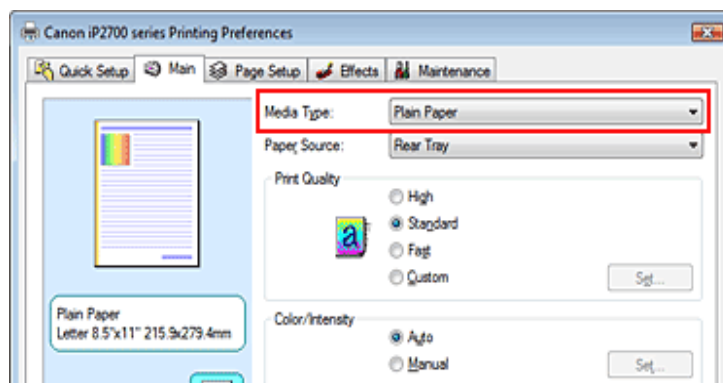 Canon iP2700 series Printing Preferences
Quick Setup Main Page Setup Effects Maintenance
Media Type: Plain Paper
Paper Source: Rear Tray
Print Quality
High
a Standard
Fast
Custom Set...
Plain Paper
Letter 8.5"x11" 215.9x279.4mm
Color/Intensity
Auto
Manual Set...